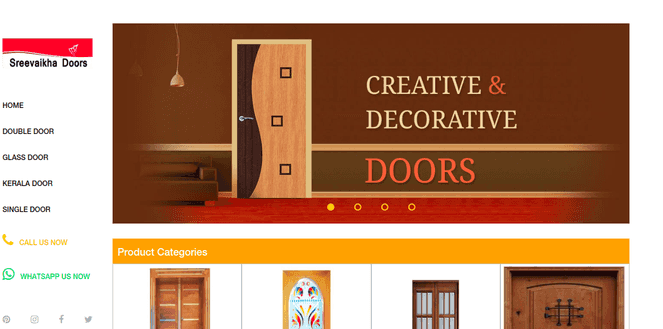 Sreevaikha Doors
HOME
DOUBLE DOOR
GLASS DOOR
KERALA DOOR
SINGLE DOOR
CALL US NOW
WHATSAPP US NOW
CREATIVE &
DECORATIVE
DOORS
Product Categories